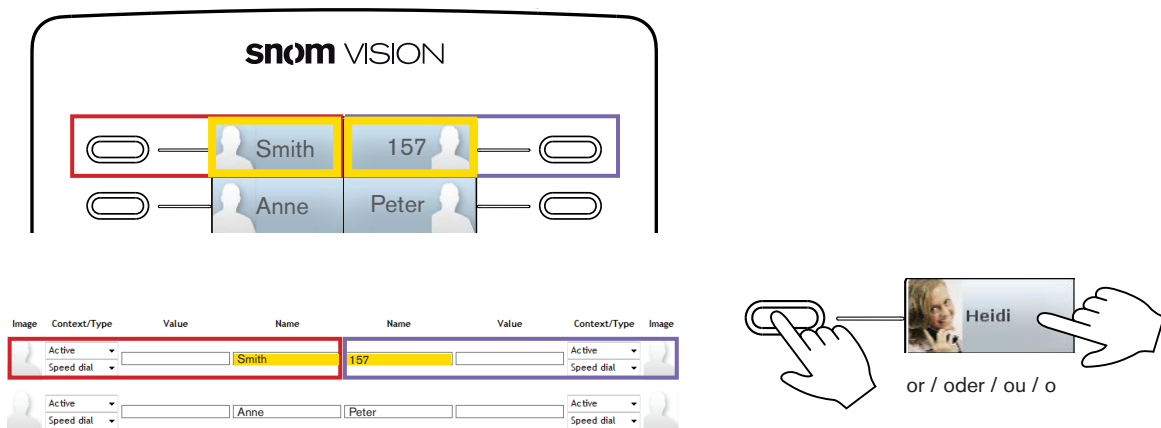 snom VISION
Smith 157
Anne Peter
Image Context/Type Value Name Name Value Context/Type Image
Active Smith 157 Active
Speed dial Speed dial
Active Anne Peter Active
Speed dial Speed dial
Heidi
or / oder / ou / o